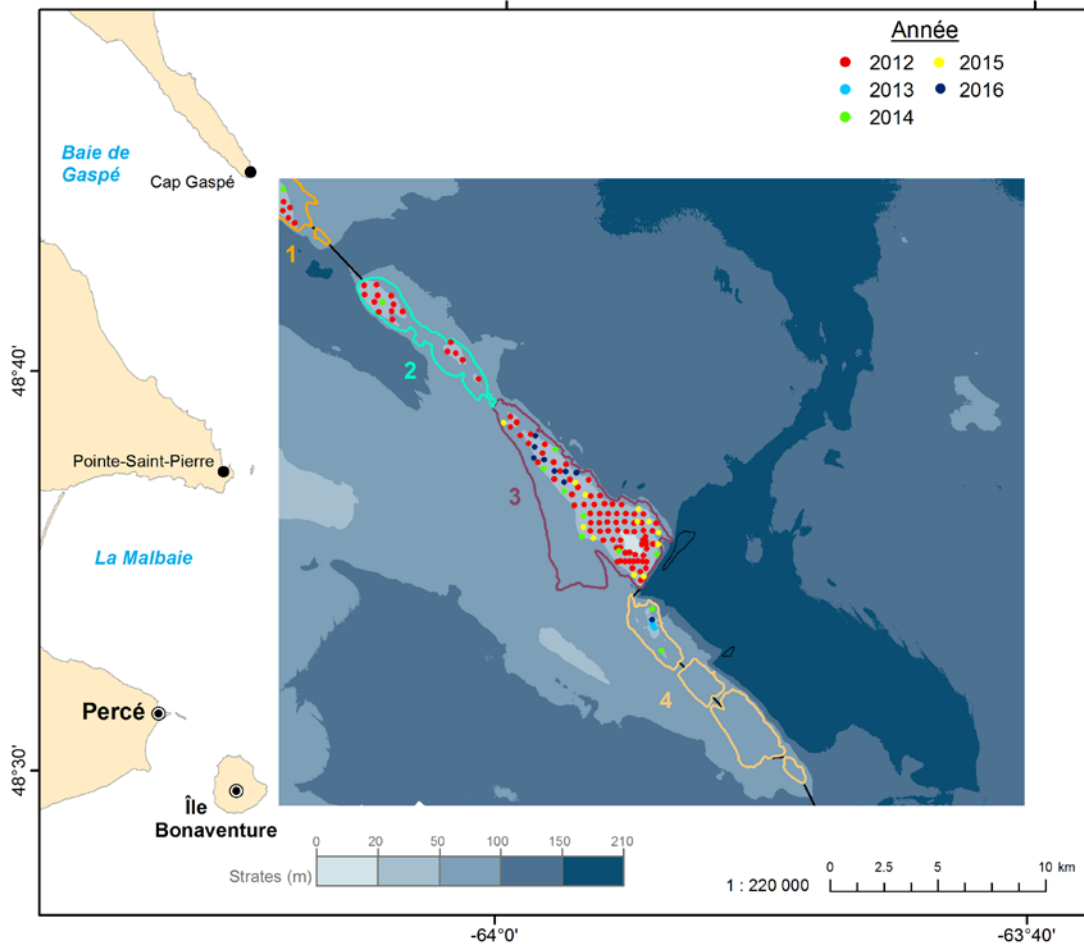 Année
2012 2015
2013 2016
2014
Baie de
Gaspé
Cap Gaspé
1
2
48°40'
Pointe-Saint-Pierre
3
La Malbaie
4
Percé
48°30'
Île
Bonaventure
0 20 50 100 150 210
Strates (m)
1 : 220 000
0 2.5 5 10 km
-64°0' -63°40'